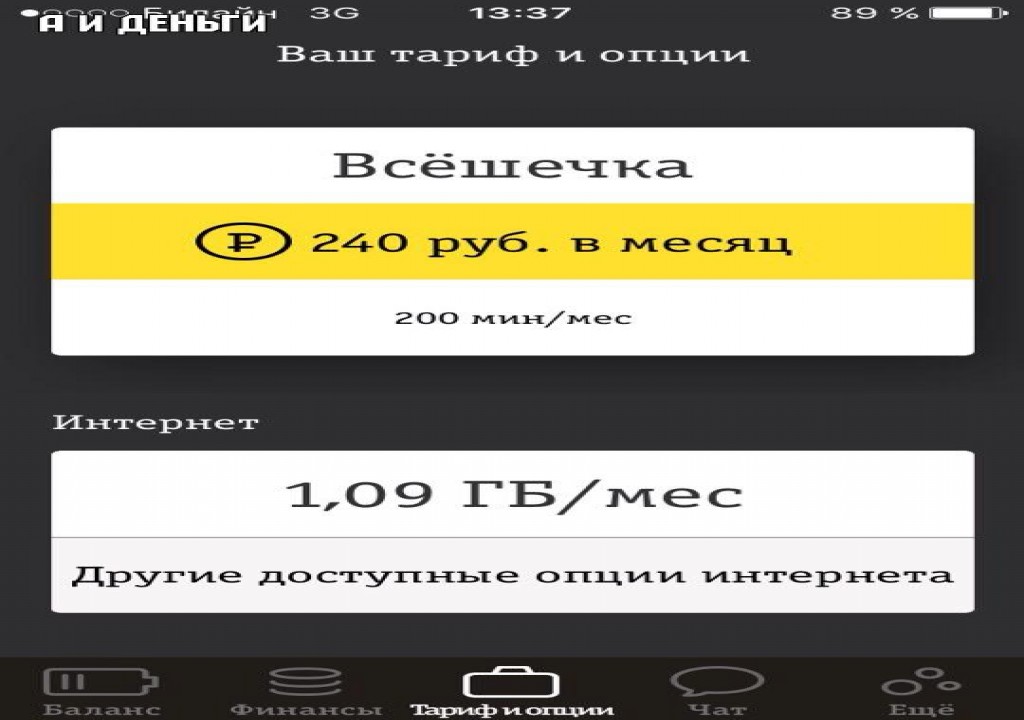 Билайн 3G 13:37 89 %
А И ДЕНЬГИ
Ваш тариф и опции
Всёшечка
₽ 240 руб. в месяц
200 мин/мес
Интернет
1,09 ГБ/мес
Другие доступные опции интернета
Баланс Финансы Тариф и опции Чат Ещё